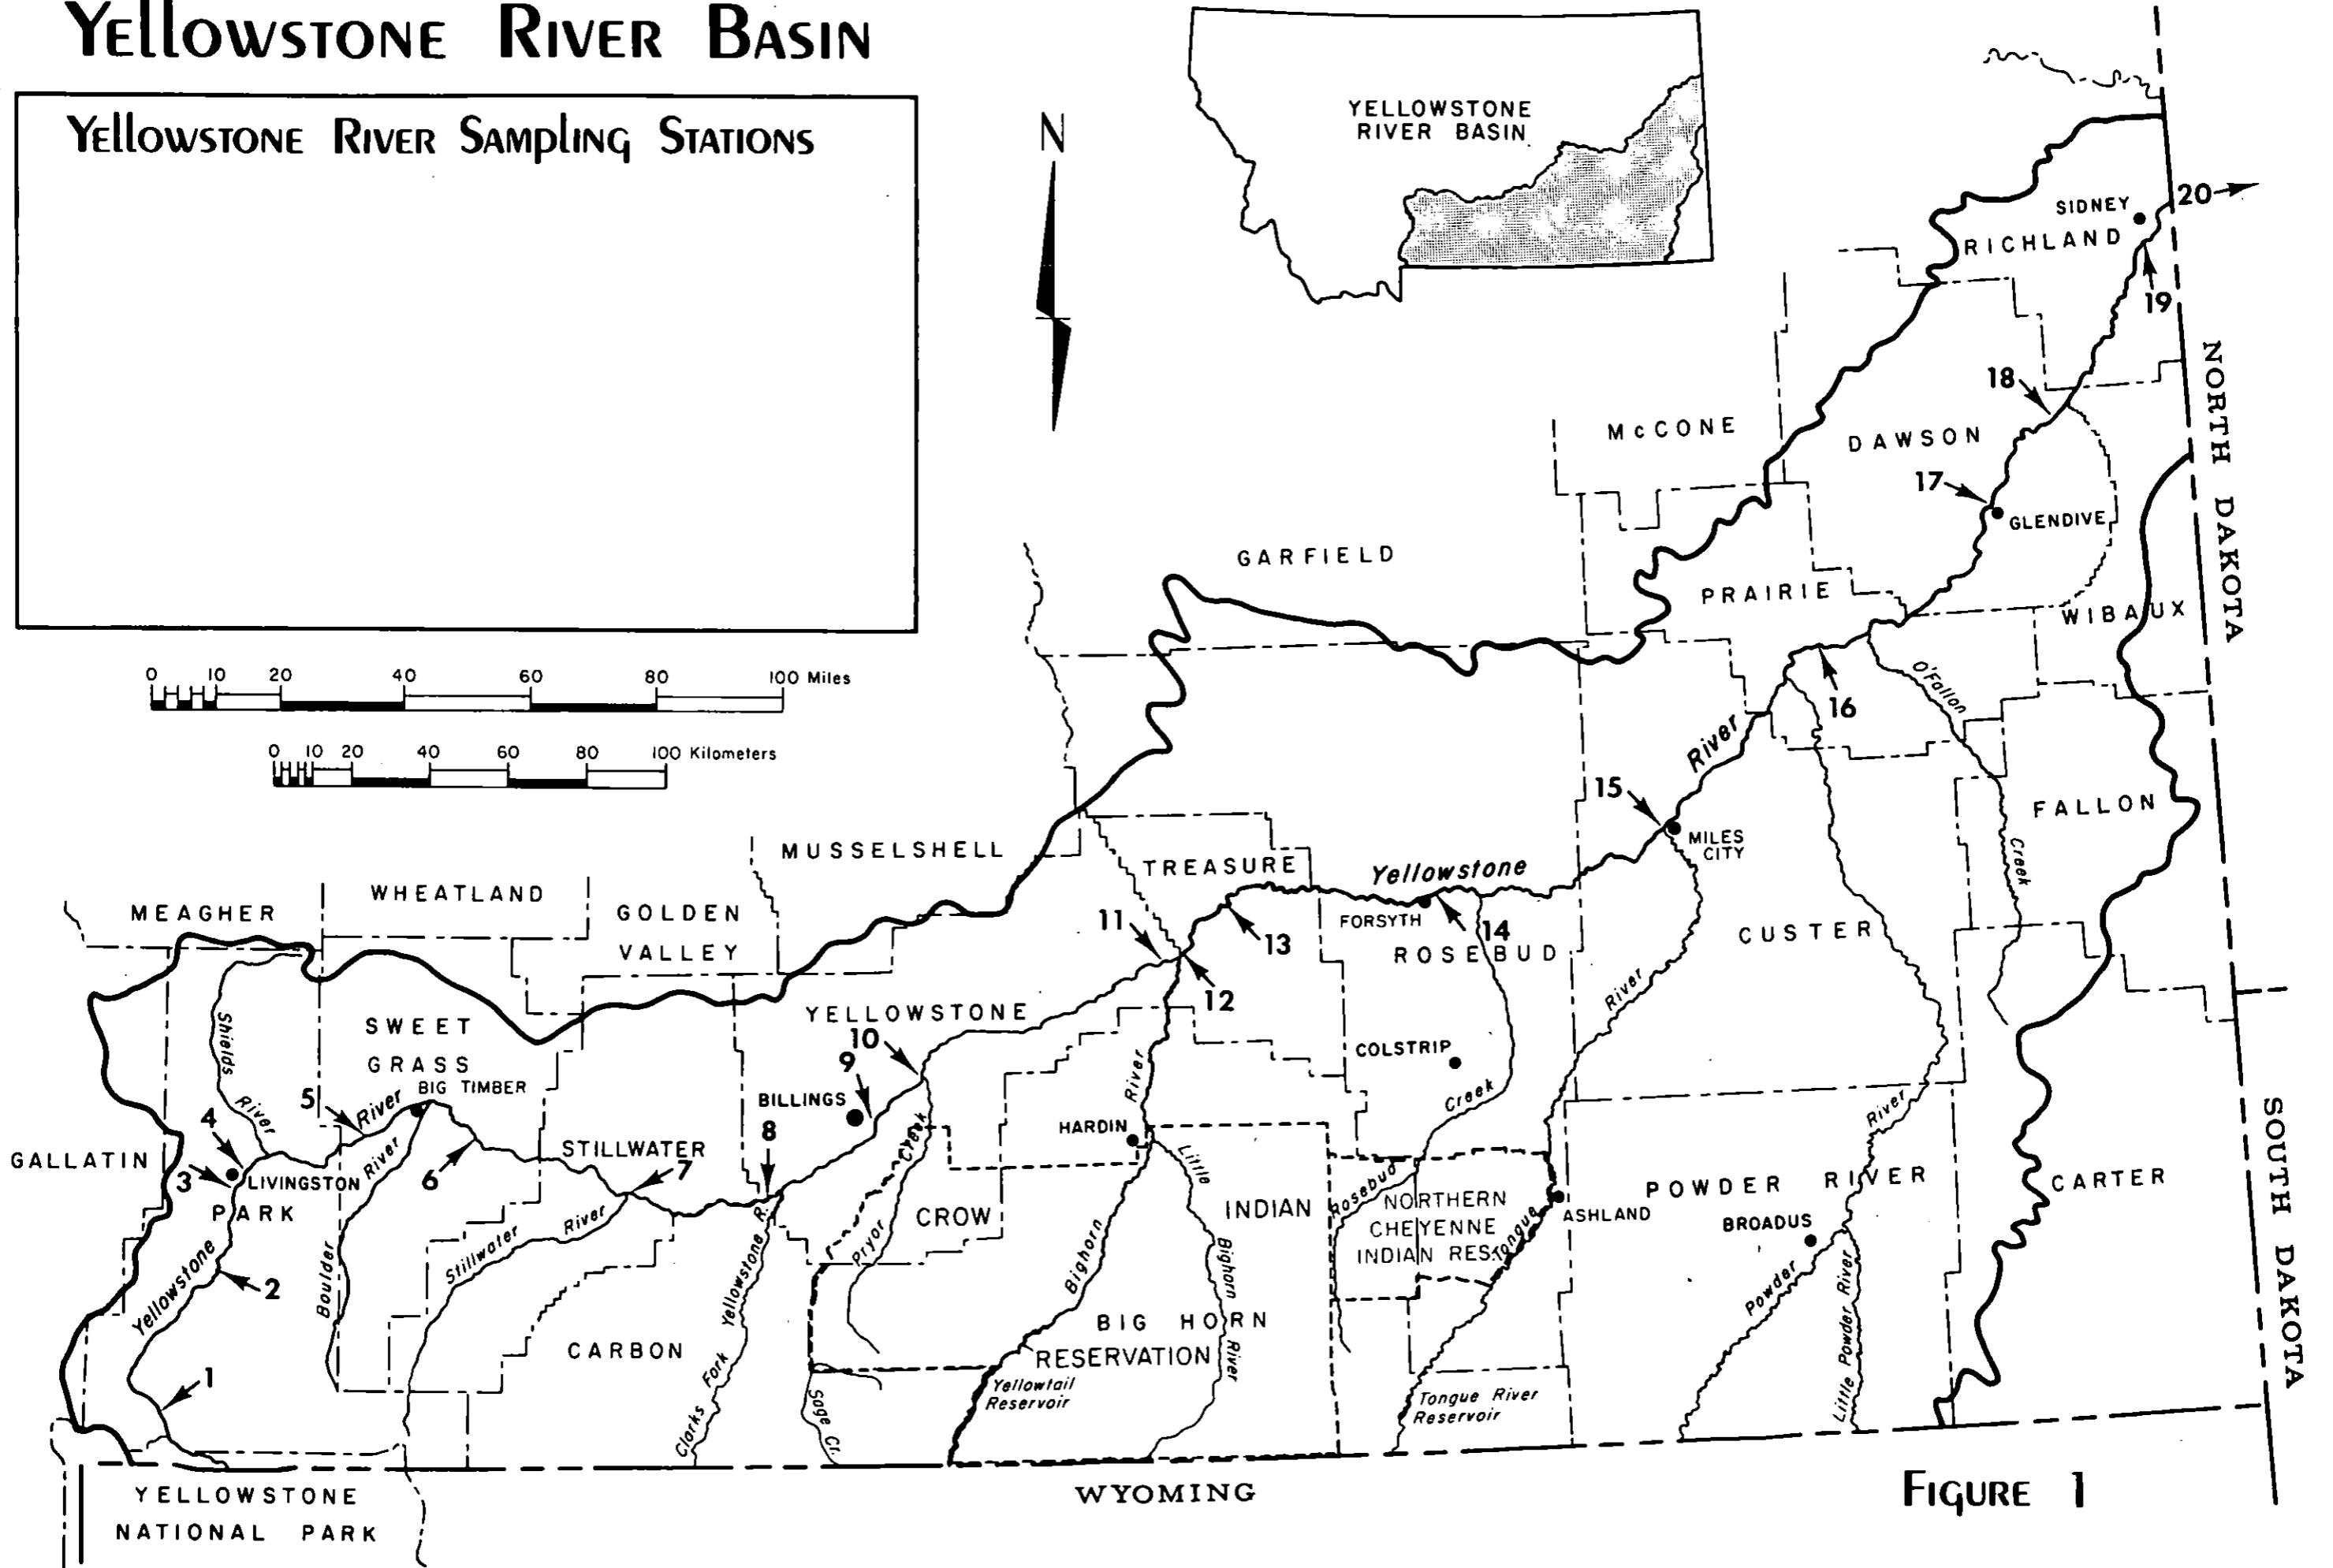 Yellowstone River Basin
Yellowstone River Sampling Stations
N
YELLOWSTONE
RIVER BASIN
0 10 20 40 60 80 100 Miles
0 10 20 40 60 80 100 Kilometers
20
SIDNEY
RICHLAND
19
NORTH DAKOTA
18
McCONE
DAWSON
17
GLENDIVE
GARFIELD
PRAIRIE
WIBAUX
16
O'Fallon
Creek
River
15
MILES
CITY
FALLON
MUSSELSHELL
TREASURE
Yellowstone
FORSYTH
14
ROSEBUD
CUSTER
MEAGHER
WHEATLAND
GOLDEN
VALLEY
11
13
12
YELLOWSTONE
10
9
BILLINGS
8
SWEET
GRASS
BIG TIMBER
Shields
River
5
River
4
3
LIVINGSTON
PARK
GALLATIN
6
STILLWATER
7
River
COLSTRIP
Creek
River
HARDIN
River
Little
Bighorn
River
INDIAN
Rosebud
NORTHERN
CHEYENNE
INDIAN RES.
Tongue
ASHLAND
POWDER RIVER
River
BROADUS
CARTER
Creek
Pryor
CROW
Yellowstone
2
Boulder
River
Stillwater
River
Clarks Fork Yellowstone R.
Bighorn
BIG HORN
RESERVATION
Powder
Little Powder River
CARBON
1
Sage Cr.
Yellowtail
Reservoir
Tongue River
Reservoir
SOUTH DAKOTA
YELLOWSTONE
NATIONAL PARK
WYOMING
Figure 1